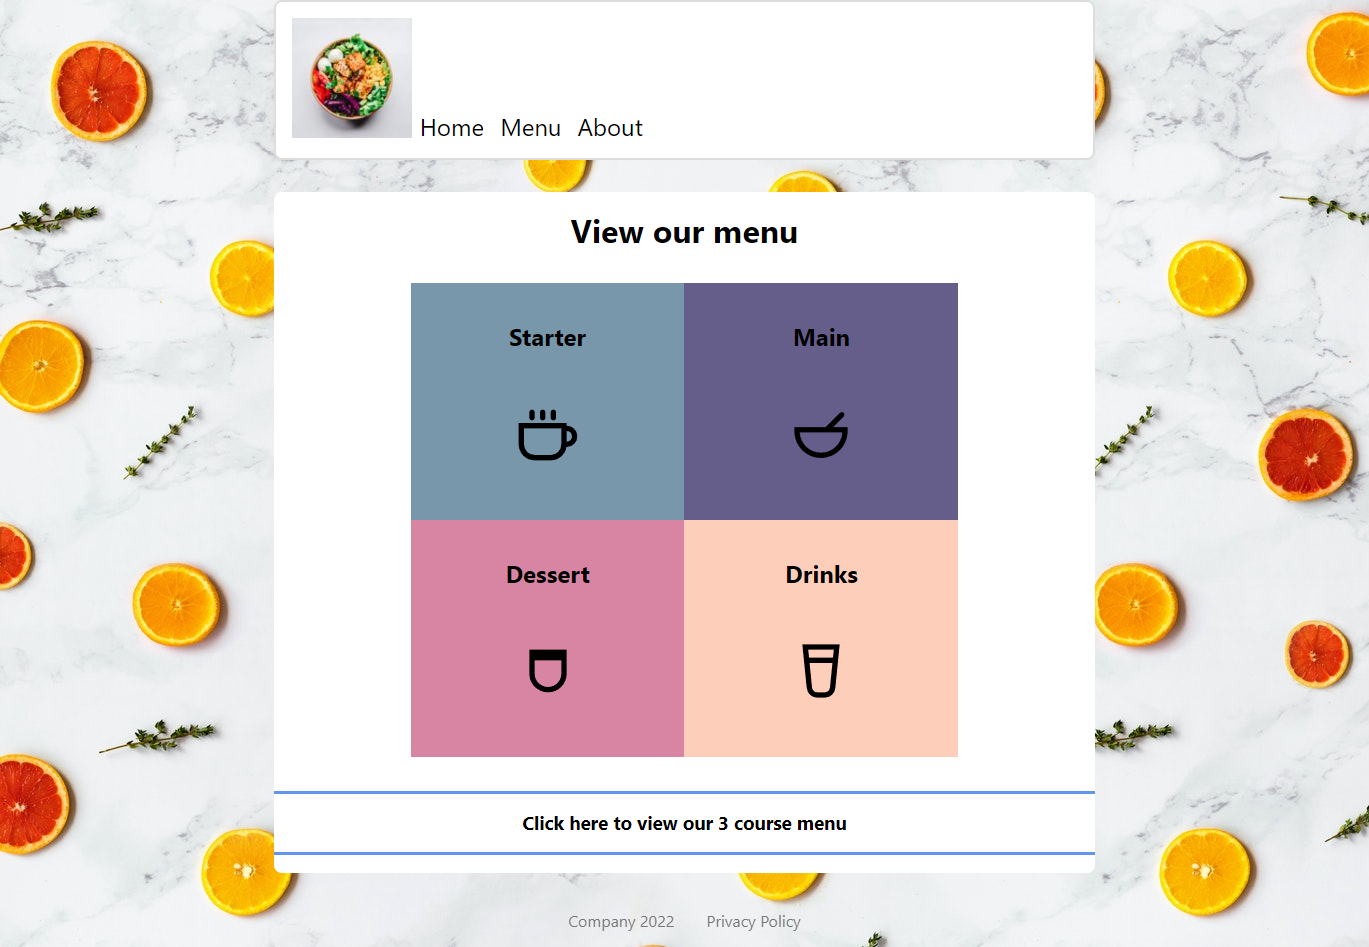 Home Menu About
View our menu
Starter Main
Dessert Drinks
Click here to view our 3 course menu
Company 2022 Privacy Policy